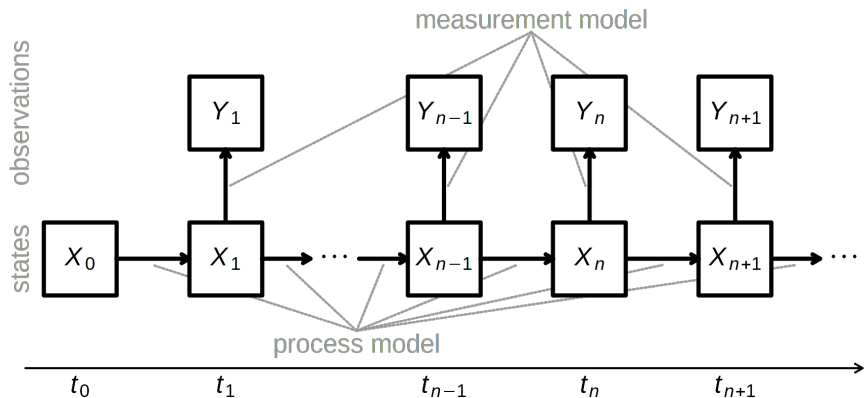 measurement model
observations
Y₁ Yₙ₋₁ Yₙ Yₙ₊₁
states
X₀ X₁ ··· Xₙ₋₁ Xₙ Xₙ₊₁ ···
process model
t₀ t₁ tₙ₋₁ tₙ tₙ₊₁